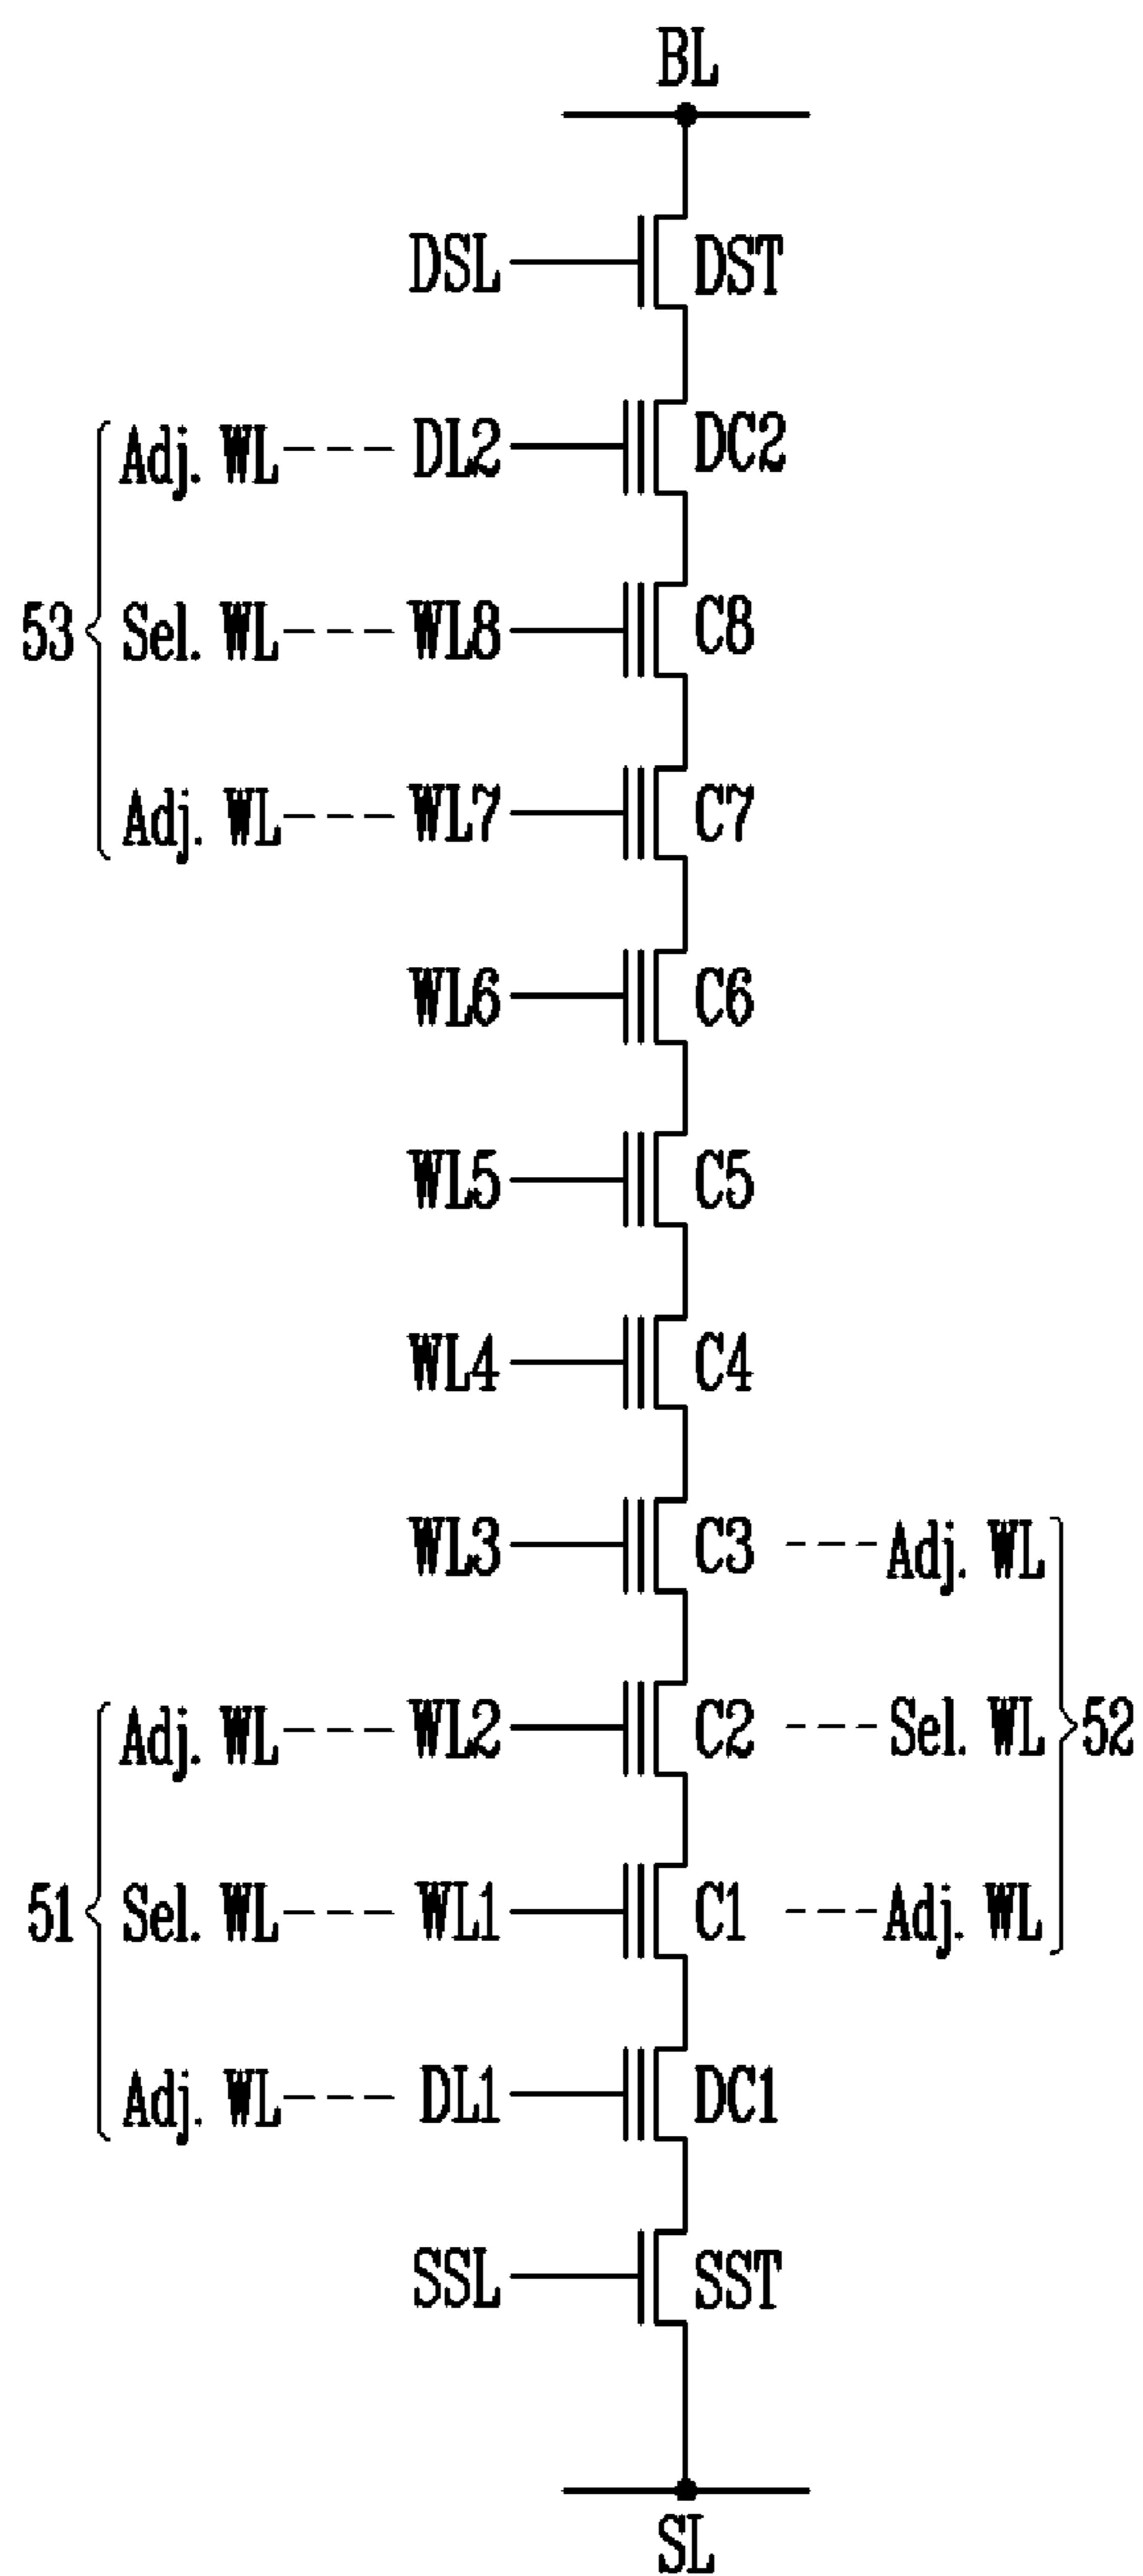 BL
DSL DST
Adj. WL DL2 DC2
53 Sel. WL WL8 C8
Adj. WL WL7 C7
WL6 C6
WL5 C5
WL4 C4
WL3 C3 Adj. WL
Adj. WL WL2 C2 Sel. WL 52
51 Sel. WL WL1 C1 Adj. WL
Adj. WL DL1 DC1
SSL SST
SL